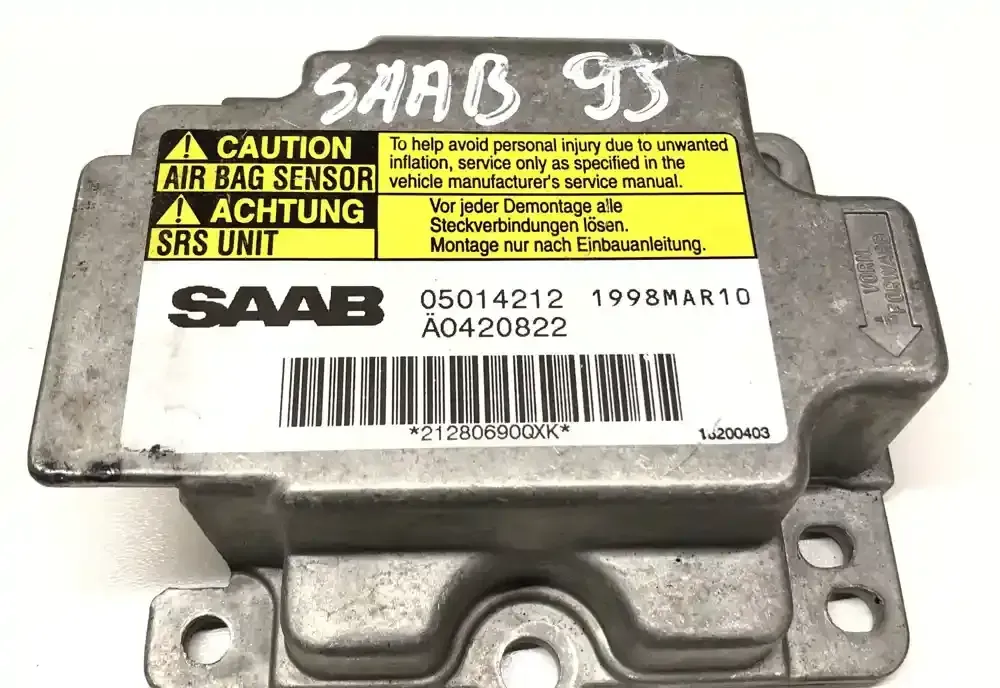 SAAB 95
CAUTION
AIR BAG SENSOR
To help avoid personal injury due to unwanted
inflation, service only as specified in the
vehicle manufacturer's service manual.
ACHTUNG
SRS UNIT
Vor jeder Demontage alle
Steckverbindungen lösen.
Montage nur nach Einbauanleitung.
VORN
FORWARD
SAAB 05014212 1998MAR10
Ä0420822
*21280690QXK*